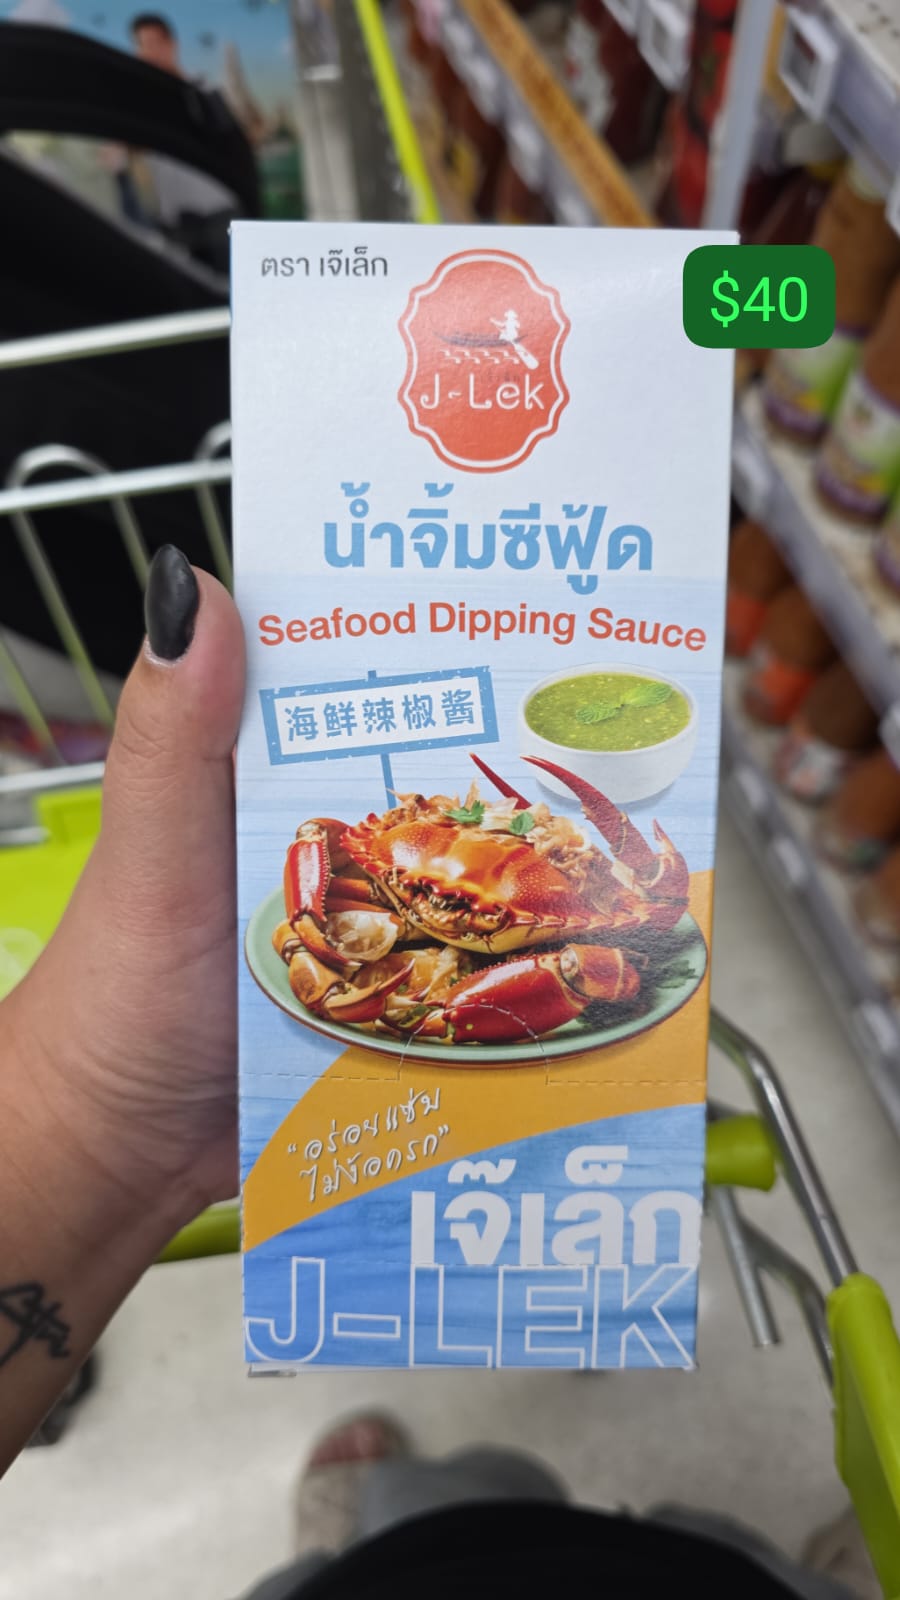 ตรา เจ๊เล็ก
J-Lek
$40
น้ำจิ้มซีฟู้ด
Seafood Dipping Sauce
海鲜辣椒酱
"อร่อยแซ่บ
ไม่ง้อครก"
เจ๊เล็ก
J-LEK